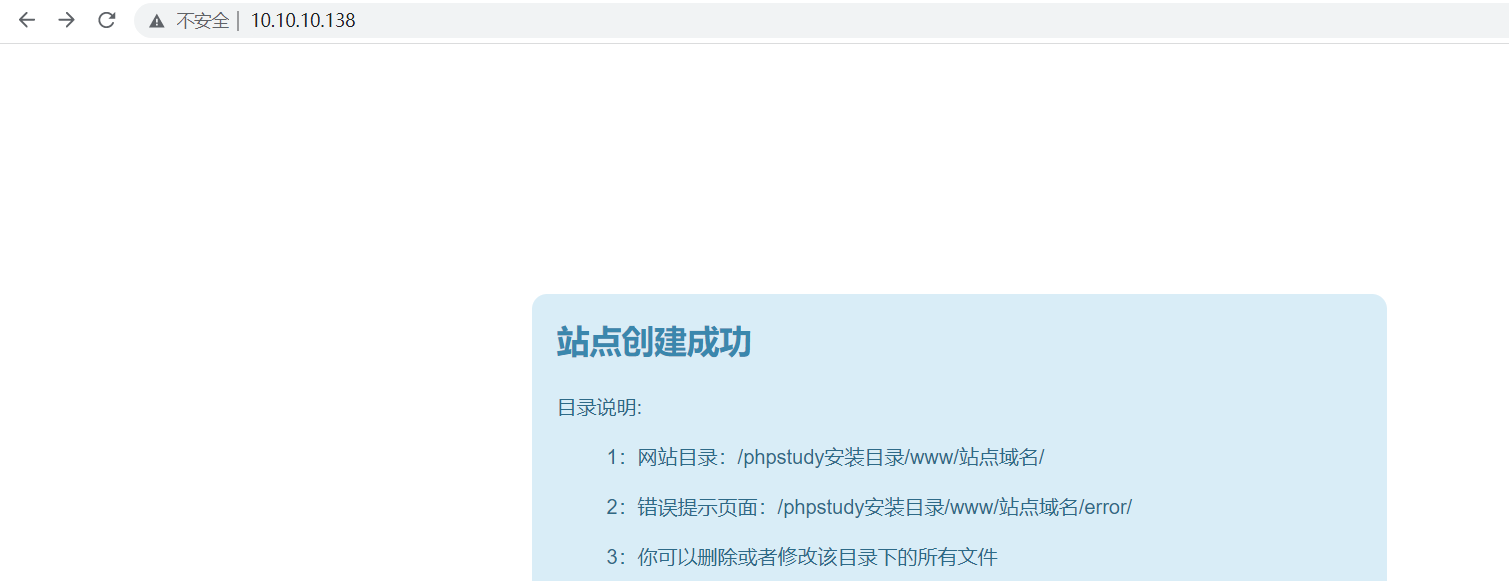 不安全 | 10.10.10.138
站点创建成功
目录说明:
1：网站目录：/phpstudy安装目录/www/站点域名/
2：错误提示页面：/phpstudy安装目录/www/站点域名/error/
3：你可以删除或者修改该目录下的所有文件